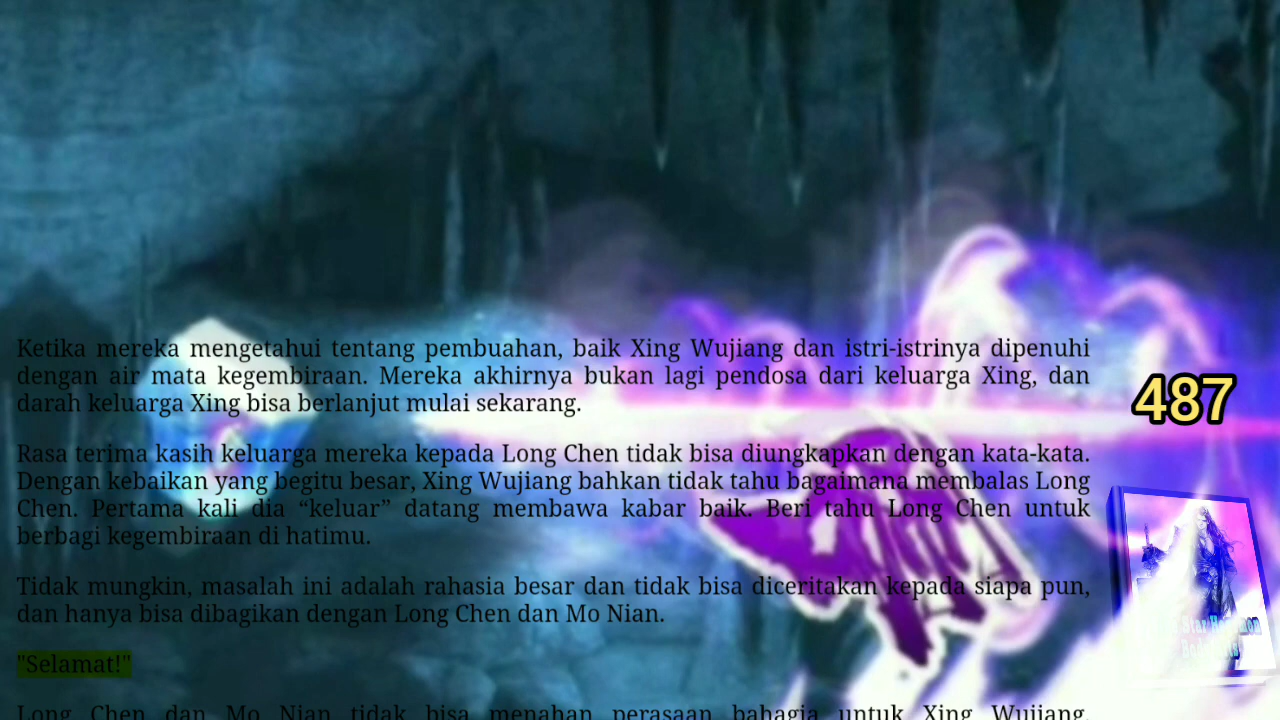 Ketika mereka mengetahui tentang pembuahan, baik Xing Wujiang dan istri-istrinya dipenuhi
dengan air mata kegembiraan. Mereka akhirnya bukan lagi pendosa dari keluarga Xing, dan
darah keluarga Xing bisa berlanjut mulai sekarang.
Rasa terima kasih keluarga mereka kepada Long Chen tidak bisa diungkapkan dengan kata-kata.
Dengan kebaikan yang begitu besar, Xing Wujiang bahkan tidak tahu bagaimana membalas Long
Chen. Pertama kali dia “keluar” datang membawa kabar baik. Beri tahu Long Chen untuk
berbagi kegembiraan di hatimu.
Tidak mungkin, masalah ini adalah rahasia besar dan tidak bisa diceritakan kepada siapa pun,
dan hanya bisa dibagikan dengan Long Chen dan Mo Nian.
"Selamat!"
Long Chen dan Mo Nian tidak bisa menahan perasaan bahagia untuk Xing Wujiang.
487
Star